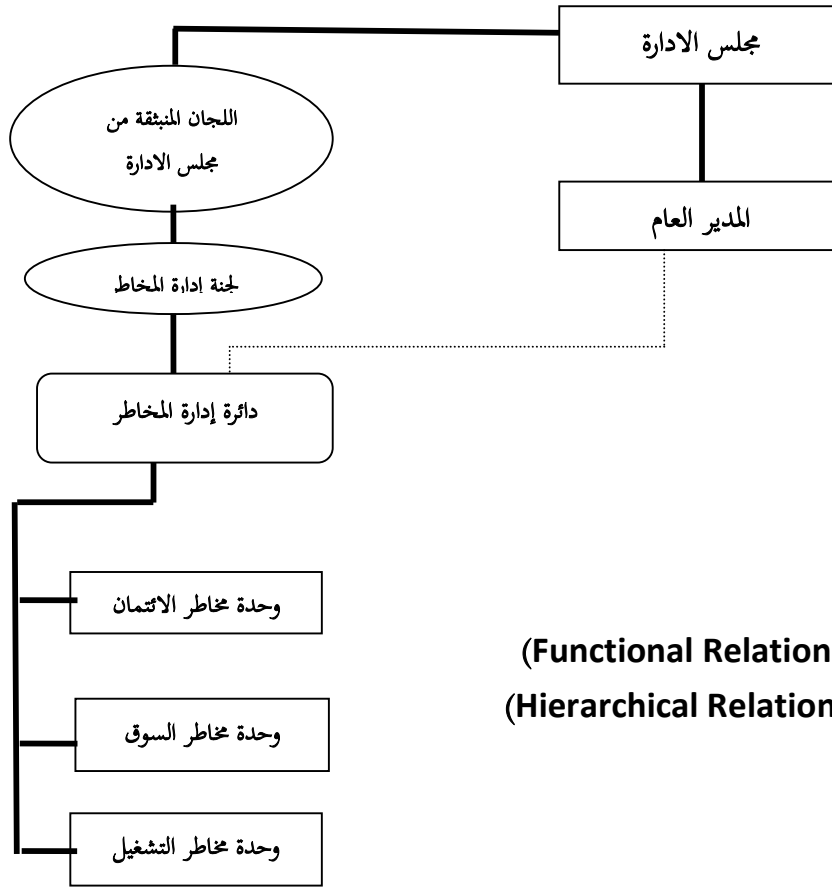 مجلس الادارة
اللجان المنبثقة من
مجلس الادارة
المدير العام
لجنة إدارة المخاط
دائرة إدارة المخاطر
وحدة مخاطر الائتمان
(Functional Relation
(Hierarchical Relation
وحدة مخاطر السوق
وحدة مخاطر التشغيل